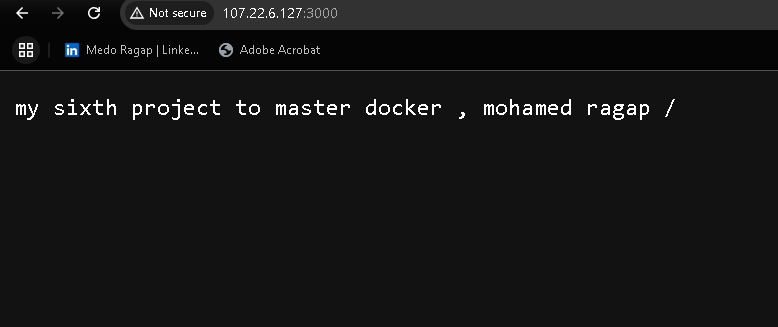 Not secure 107.22.6.127:3000
Medo Ragap | Linke... Adobe Acrobat
my sixth project to master docker , mohamed ragap /